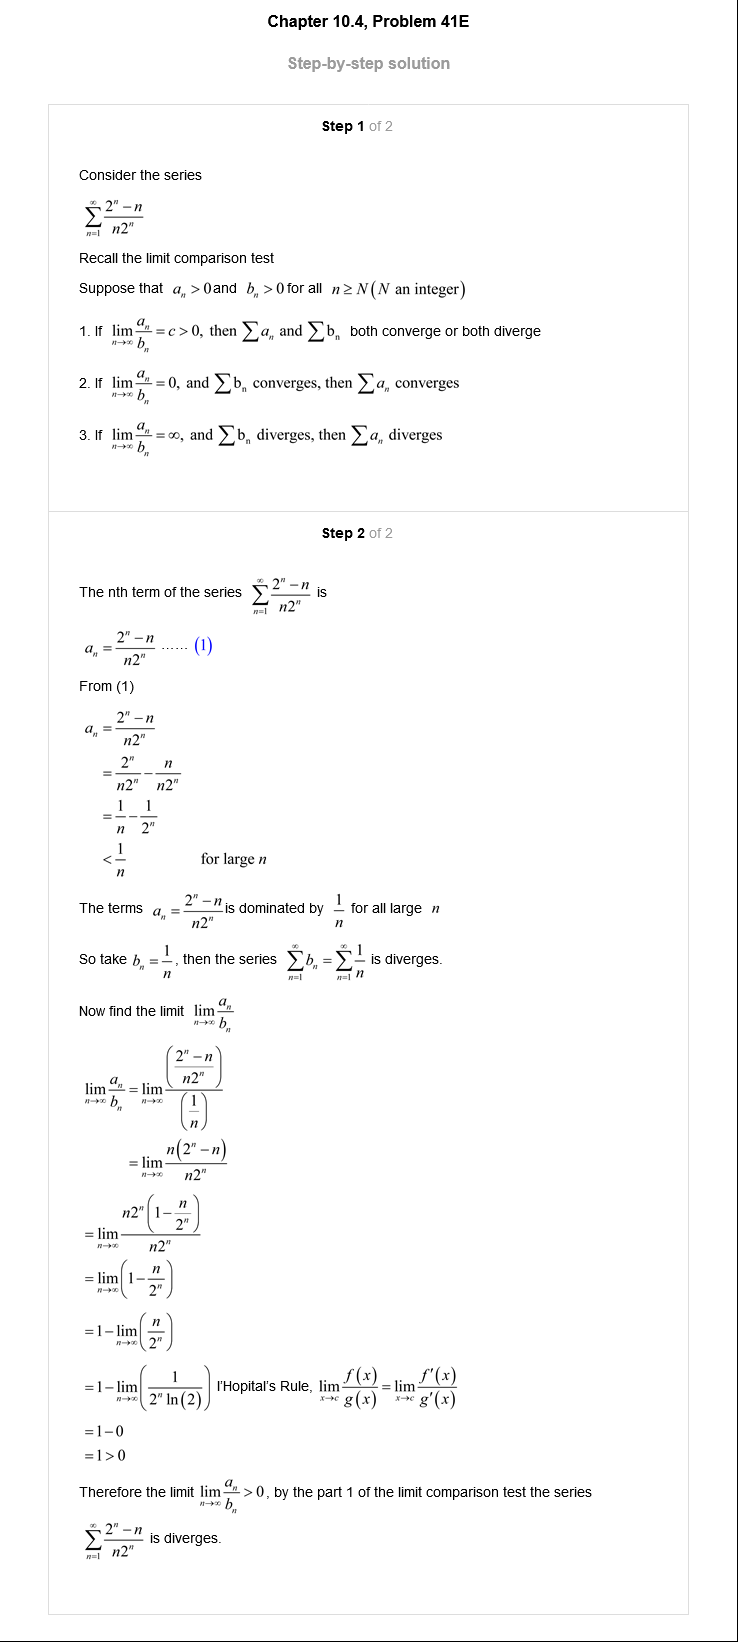 Chapter 10.4, Problem 41E
Step-by-step solution
Step 1 of 2
Consider the series
$\sum_{n=1}^{\infty} \frac{2^n - n}{n2^n}$
Recall the limit comparison test
Suppose that $a_n > 0$ and $b_n > 0$ for all $n \geq N$ ($N$ an integer)
1. If $\lim_{n \to \infty} \frac{a_n}{b_n} = c > 0$, then $\sum a_n$ and $\sum b_n$ both converge or both diverge
2. If $\lim_{n \to \infty} \frac{a_n}{b_n} = 0$, and $\sum b_n$ converges, then $\sum a_n$ converges
3. If $\lim_{n \to \infty} \frac{a_n}{b_n} = \infty$, and $\sum b_n$ diverges, then $\sum a_n$ diverges
Step 2 of 2
The nth term of the series $\sum_{n=1}^{\infty} \frac{2^n - n}{n2^n}$ is
$a_n = \frac{2^n - n}{n2^n}$ ...... (1)
From (1)
$a_n = \frac{2^n - n}{n2^n}$
$= \frac{2^n}{n2^n} - \frac{n}{n2^n}$
$= \frac{1}{n} - \frac{1}{2^n}$
$< \frac{1}{n}$ for large $n$
The terms $a_n = \frac{2^n - n}{n2^n}$ is dominated by $\frac{1}{n}$ for all large $n$
So take $b_n = \frac{1}{n}$, then the series $\sum_{n=1}^{\infty} b_n = \sum_{n=1}^{\infty} \frac{1}{n}$ is diverges.
Now find the limit $\lim_{n \to \infty} \frac{a_n}{b_n}$
$\lim_{n \to \infty} \frac{a_n}{b_n} = \lim_{n \to \infty} \frac{\left(\frac{2^n - n}{n2^n}\right)}{\left(\frac{1}{n}\right)}$
$= \lim_{n \to \infty} \frac{n(2^n - n)}{n2^n}$
$= \lim_{n \to \infty} \frac{n2^n\left(1 - \frac{n}{2^n}\right)}{n2^n}$
$= \lim_{n \to \infty} \left(1 - \frac{n}{2^n}\right)$
$= 1 - \lim_{n \to \infty} \left(\frac{n}{2^n}\right)$
$= 1 - \lim_{n \to \infty} \left(\frac{1}{2^n \ln(2)}\right)$ l'Hopital's Rule, $\lim_{x \to c} \frac{f(x)}{g(x)} = \lim_{x \to c} \frac{f'(x)}{g'(x)}$
$= 1 - 0$
$= 1 > 0$
Therefore the limit $\lim_{n \to \infty} \frac{a_n}{b_n} > 0$, by the part 1 of the limit comparison test the series
$\sum_{n=1}^{\infty} \frac{2^n - n}{n2^n}$ is diverges.